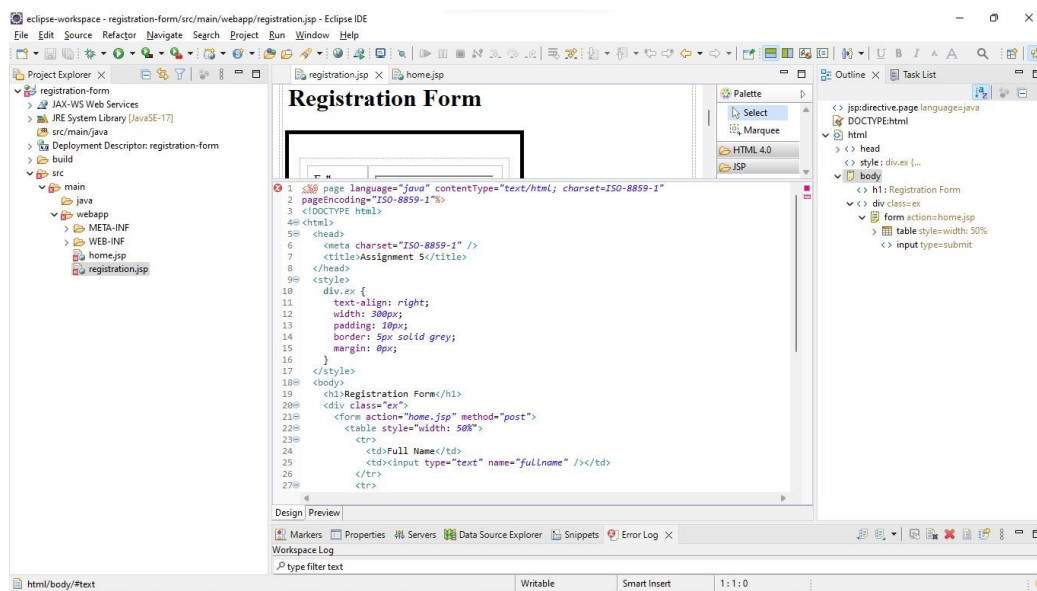 eclipse-workspace - registration-form/src/main/webapp/registration.jsp - Eclipse IDE
File Edit Source Refactor Navigate Search Project Run Window Help
Project Explorer
registration-form
JAX-WS Web Services
JRE System Library [JavaSE-17]
src/main/java
Deployment Descriptor: registration-form
build
src
main
java
webapp
META-INF
WEB-INF
home.jsp
registration.jsp
registration.jsp home.jsp
Registration Form
Palette
Select
Marquee
HTML 4.0
JSP
1 <%@ page language="java" contentType="text/html; charset=ISO-8859-1"
2 pageEncoding="ISO-8859-1"%>
3 <!DOCTYPE html>
4 <html>
5 <head>
6 <meta charset="ISO-8859-1" />
7 <title>Assignment 5</title>
8 </head>
9 <style>
10 div.ex {
11 text-align: right;
12 width: 300px;
13 padding: 10px;
14 border: 5px solid grey;
15 margin: 0px;
16 }
17 </style>
18 <body>
19 <h1>Registration Form</h1>
20 <div class="ex">
21 <form action="home.jsp" method="post">
22 <table style="width: 50%">
23 <tr>
24 <td>Full Name</td>
25 <td><input type="text" name="fullname" /></td>
26 </tr>
27 <tr>
Design Preview
Markers Properties Servers Data Source Explorer Snippets Error Log
Workspace Log
type filter text
Outline Task List
jsp:directive.page language=java
DOCTYPE:html
html
head
style : div.ex {...
body
h1 : Registration Form
div class=ex
form action=home.jsp
table style=width: 50%
input type=submit
html/body/#text Writable Smart Insert 1 : 1 : 0